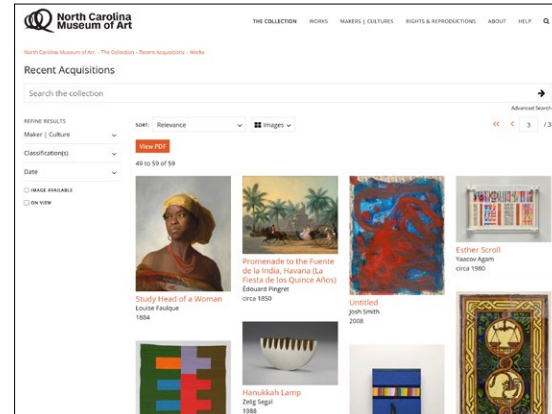 North Carolina
Museum of Art
THE COLLECTION WORKS MAKERS | CULTURES RIGHTS & REPRODUCTIONS ABOUT HELP
North Carolina Museum of Art - The Collection - Recent Acquisitions - Works
Recent Acquisitions
Search the collection
Advanced Search
REFINE RESULTS
Maker | Culture
Classification(s)
Date
IMAGE AVAILABLE
ON VIEW
SORT: Relevance
Images
3 / 3
View PDF
49 to 59 of 59
Study Head of a Woman
Louise Faulque
1884
Promenade to the Fuente
de la India, Havana (La
Fiesta de los Quince Años)
Édouard Pingret
circa 1850
Untitled
Josh Smith
2008
Esther Scroll
Yaacov Agam
circa 1980
Hanukkah Lamp
Zelig Segal
1988